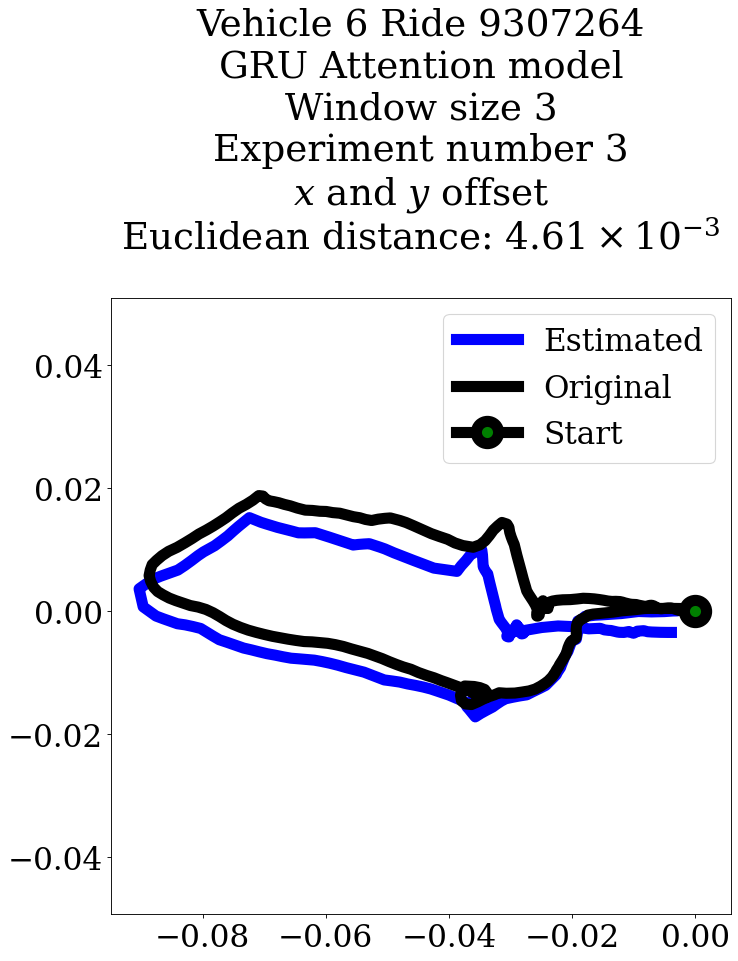 Vehicle 6 Ride 9307264
GRU Attention model
Window size 3
Experiment number 3
x and y offset
Euclidean distance: 4.61 × 10⁻³
Estimated
Original
Start
0.04
0.02
0.00
−0.02
−0.04
−0.08 −0.06 −0.04 −0.02 0.00